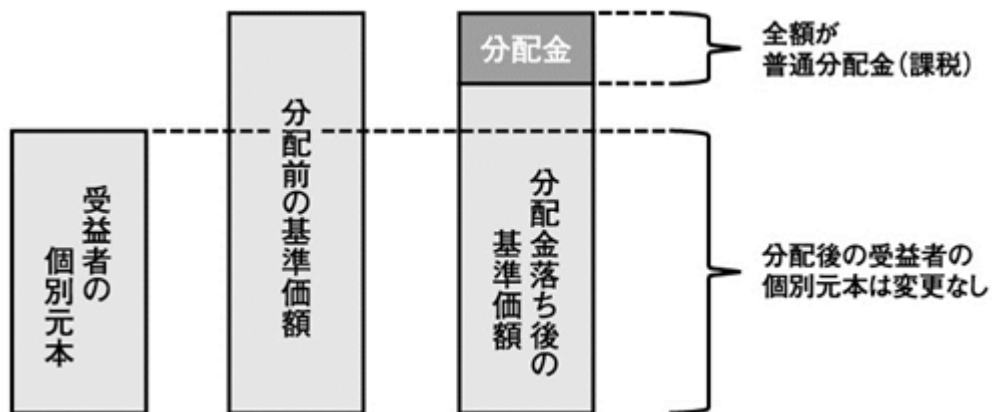 受益者の
個別元本
分配前の基準価額
分配金
分配金落ち後の
基準価額
全額が
普通分配金（課税）
分配後の受益者の
個別元本は変更なし